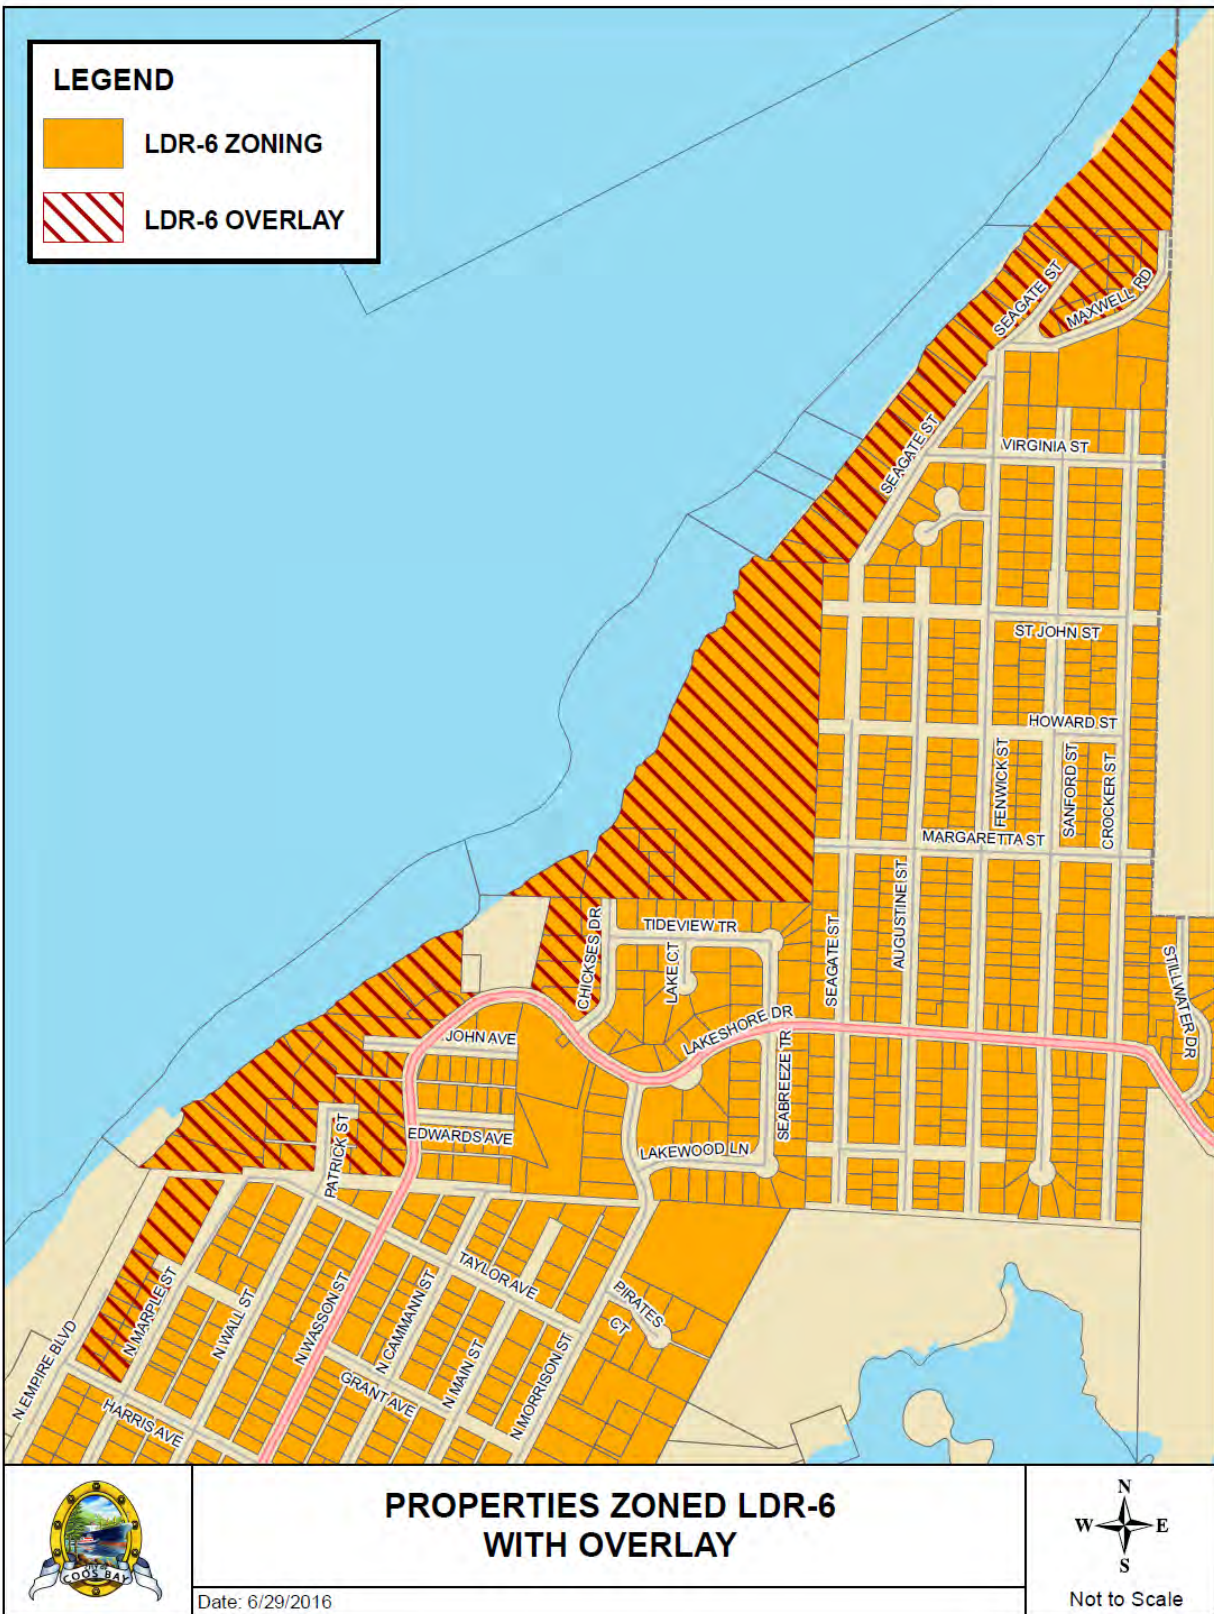 LEGEND
LDR-6 ZONING
LDR-6 OVERLAY
SEAGATE ST
MAXWELL RD
SEAGATE ST
VIRGINIA ST
ST JOHN ST
HOWARD ST
FENWICK ST
SANFORD ST
CROCKER ST
MARGARETTA ST
AUGUSTINE ST
SEAGATE ST
CHICKSES DR
TIDEVIEW TR
LAKE CT
STILLWATER DR
LAKESHORE DR
SEABREEZE TR
JOHN AVE
EDWARDS AVE
PATRICK ST
LAKEWOOD LN
TAYLOR AVE
PIRATES
CT
N MARPLE ST
N WALL ST
N WASSON ST
N CAMMANN ST
N MAIN ST
N MORRISON ST
N EMPIRE BLVD
HARRIS AVE
GRANT AVE
CITY OF
COOS BAY
PROPERTIES ZONED LDR-6
WITH OVERLAY
Date: 6/29/2016
N
W E
S
Not to Scale